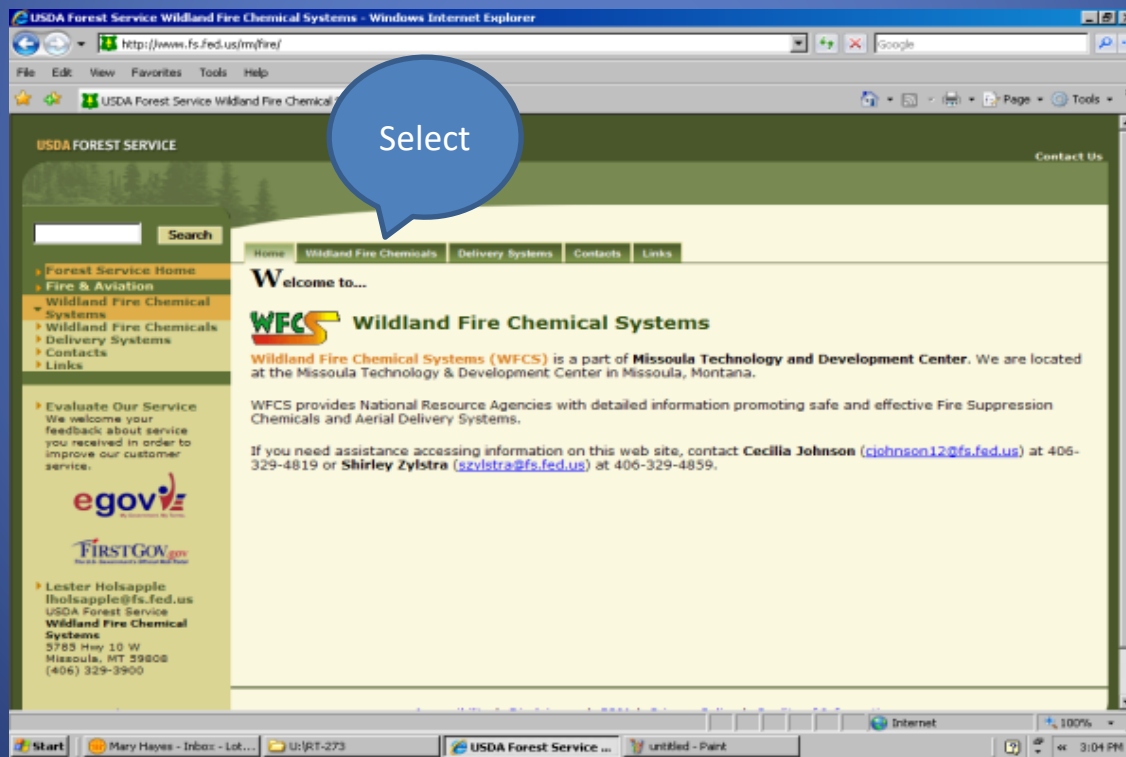 USDA Forest Service Wildland Fire Chemical Systems - Windows Internet Explorer
http://www.fs.fed.us/rm/fire/
Google
File Edit View Favorites Tools Help
USDA Forest Service Wildland Fire Chemical
Page Tools
Select
USDA FOREST SERVICE
Contact Us
Search
Home Wildland Fire Chemicals Delivery Systems Contacts Links
Forest Service Home
Fire & Aviation
Wildland Fire Chemical
Systems
Wildland Fire Chemicals
Delivery Systems
Contacts
Links
Evaluate Our Service
We welcome your
feedback about service
you received in order to
improve our customer
service.
egov
FIRSTGOV.gov
Lester Holsapple
lholsapple@fs.fed.us
USDA Forest Service
Wildland Fire Chemical
Systems
5785 Hwy 10 W
Missoula, MT 59808
(406) 329-3900
Welcome to...
WFCS Wildland Fire Chemical Systems
Wildland Fire Chemical Systems (WFCS) is a part of Missoula Technology and Development Center. We are located
at the Missoula Technology & Development Center in Missoula, Montana.
WFCS provides National Resource Agencies with detailed information promoting safe and effective Fire Suppression
Chemicals and Aerial Delivery Systems.
If you need assistance accessing information on this web site, contact Cecilia Johnson (cjohnson12@fs.fed.us) at 406-
329-4819 or Shirley Zylstra (szylstra@fs.fed.us) at 406-329-4859.
Internet 100%
Start Mary Hayes - Inbox - Lot... U:\RT-273 USDA Forest Service ... untitled - Paint 3:04 PM